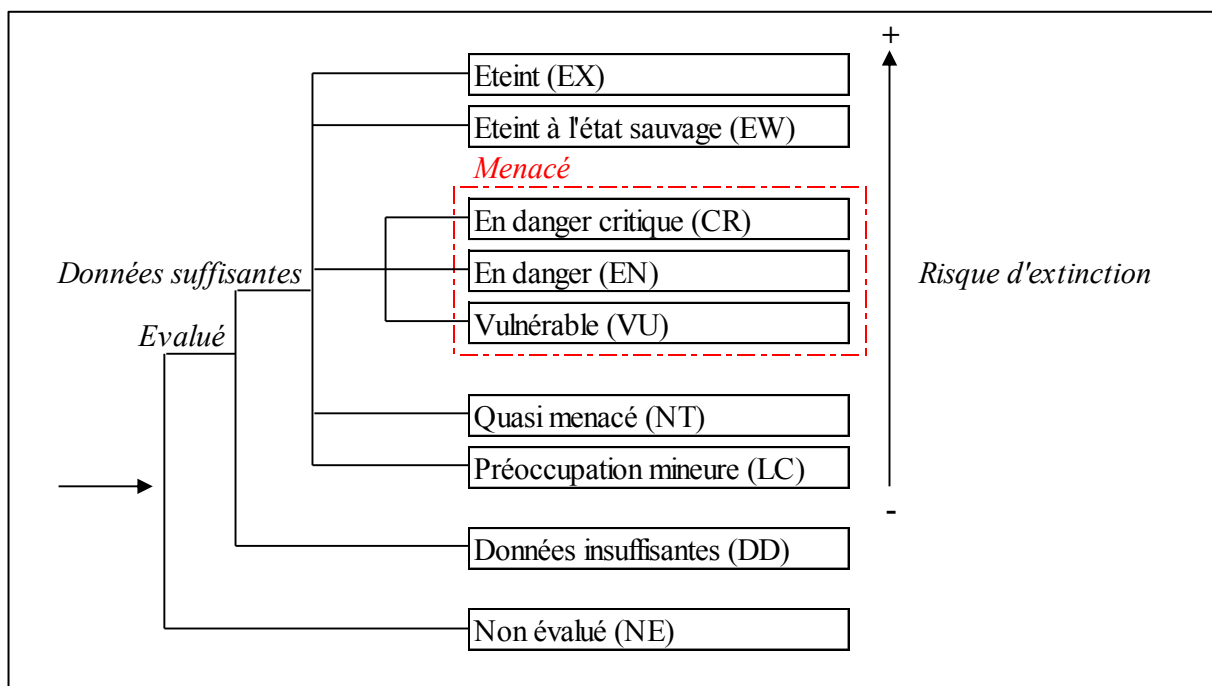 +
Eteint (EX)
Eteint à l'état sauvage (EW)
Menacé
En danger critique (CR)
Données suffisantes
En danger (EN)
Risque d'extinction
Evalué
Vulnérable (VU)
Quasi menacé (NT)
Préoccupation mineure (LC)
-
Données insuffisantes (DD)
Non évalué (NE)